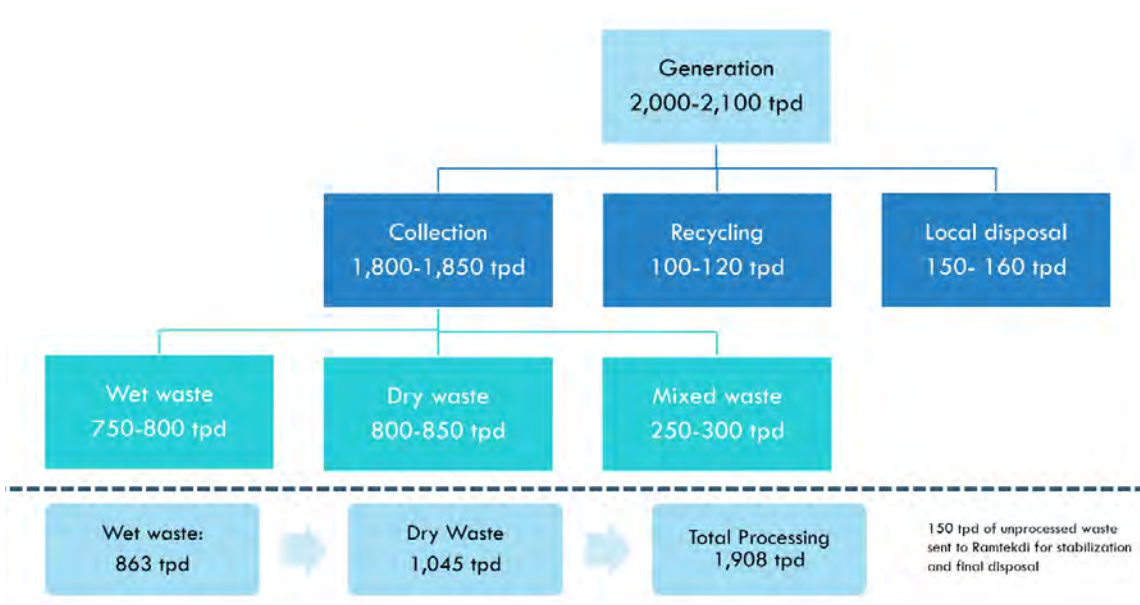 Generation
2,000-2,100 tpd
Collection
1,800-1,850 tpd
Recycling
100-120 tpd
Local disposal
150- 160 tpd
Wet waste
750-800 tpd
Dry waste
800-850 tpd
Mixed waste
250-300 tpd
Wet waste:
863 tpd
Dry Waste
1,045 tpd
Total Processing
1,908 tpd
150 tpd of unprocessed waste
sent to Ramtekdi for stabilization
and final disposal